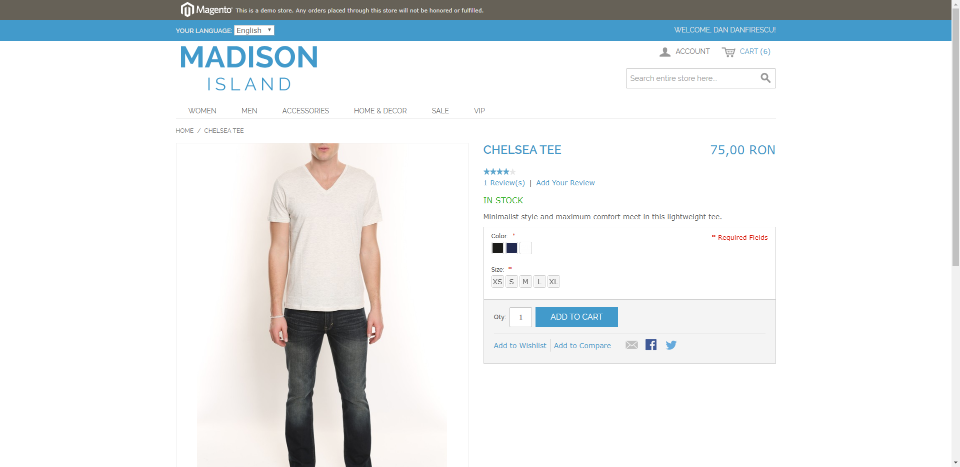 Magento This is a demo store. Any orders placed through this store will not be honored or fulfilled.
YOUR LANGUAGE: English WELCOME, DAN DANFIRESCU!
MADISON
ISLAND
ACCOUNT CART (6)
Search entire store here...
WOMEN MEN ACCESSORIES HOME & DECOR SALE VIP
HOME / CHELSEA TEE
CHELSEA TEE 75,00 RON
1 Review(s) | Add Your Review
IN STOCK
Minimalist style and maximum comfort meet in this lightweight tee.
Color: * * Required Fields
Size: *
XS S M L XL
Qty: 1 ADD TO CART
Add to Wishlist Add to Compare